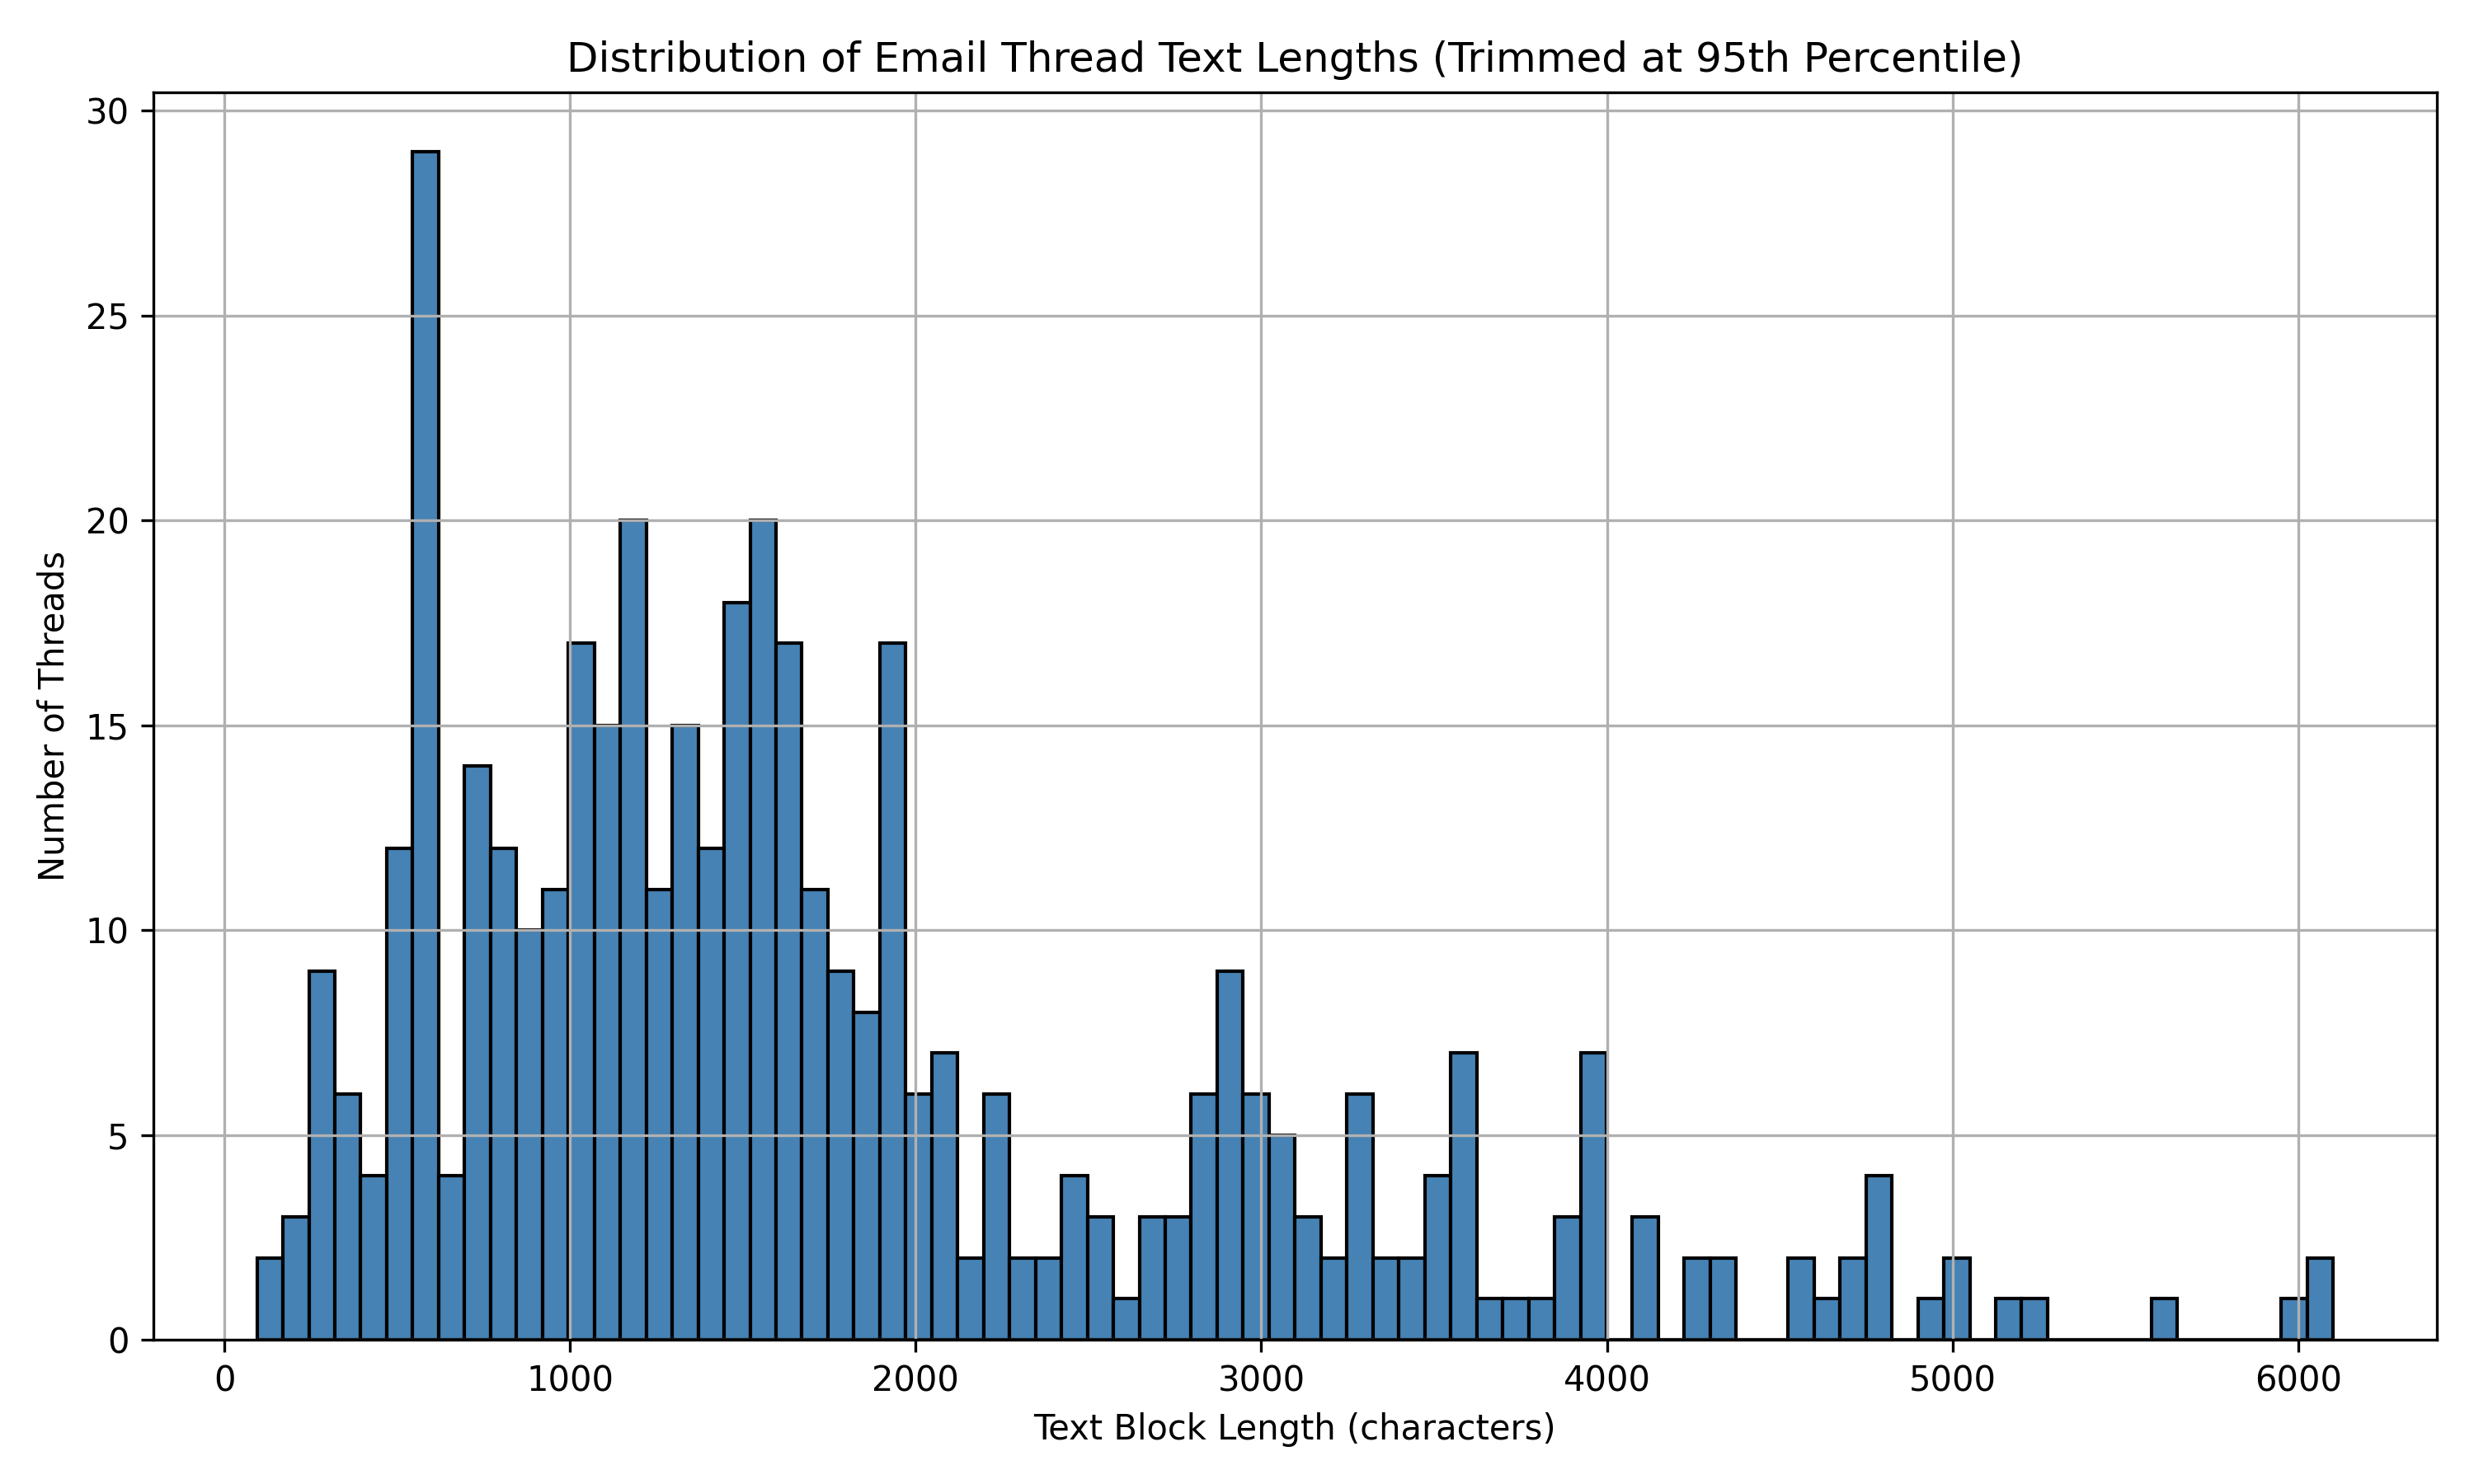 Distribution of Email Thread Text Lengths (Trimmed at 95th Percentile)
30
25
20
15
10
5
0
Number of Threads
0 1000 2000 3000 4000 5000 6000
Text Block Length (characters)